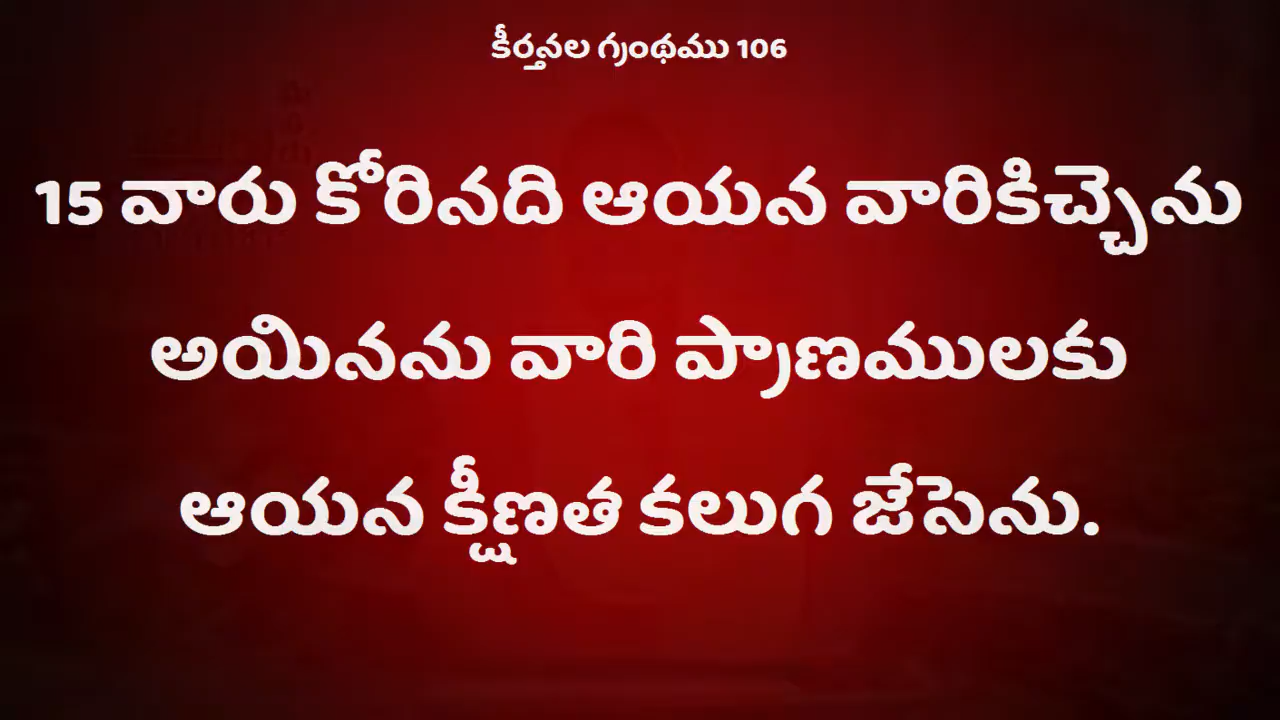 కీర్తనల గ్రంథము 106
15 వారు కోరినది ఆయన వారికిచ్చెను
అయినను వారి ప్రాణములకు
ఆయన క్షీణత కలుగ జేసెను.